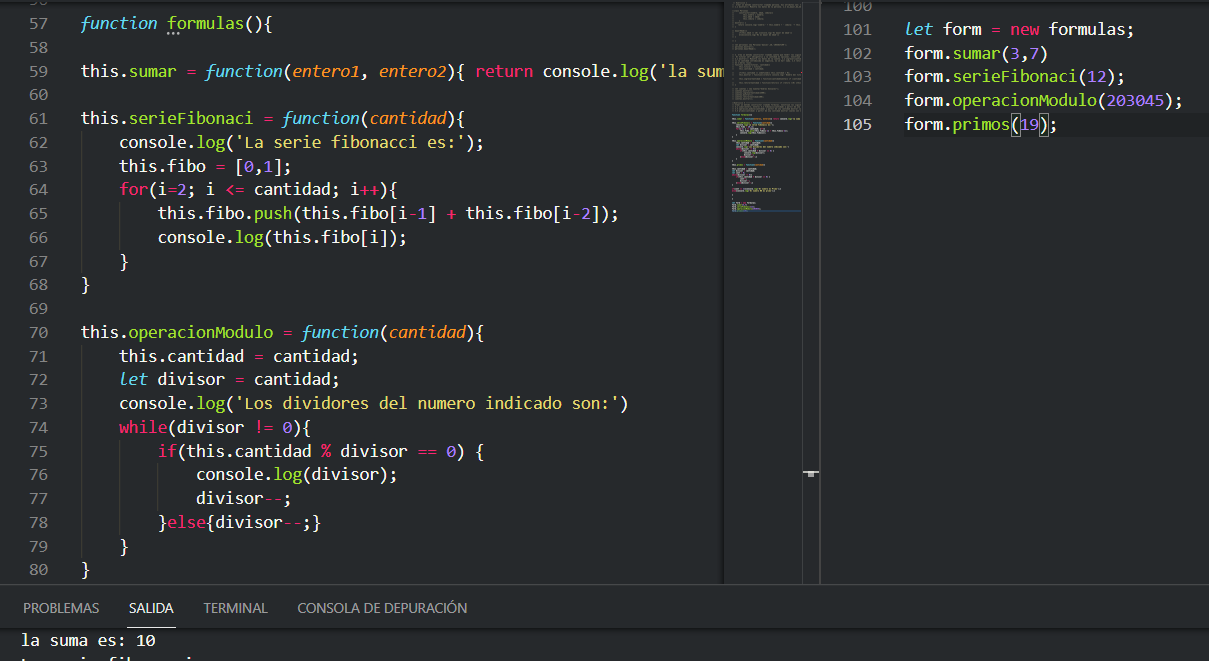 57 function formulas(){
58
59 this.sumar = function(entero1, entero2){ return console.log('la sum
60
61 this.serieFibonaci = function(cantidad){
62 console.log('La serie fibonacci es:');
63 this.fibo = [0,1];
64 for(i=2; i <= cantidad; i++){
65 this.fibo.push(this.fibo[i-1] + this.fibo[i-2]);
66 console.log(this.fibo[i]);
67 }
68 }
69
70 this.operacionModulo = function(cantidad){
71 this.cantidad = cantidad;
72 let divisor = cantidad;
73 console.log('Los dividores del numero indicado son:')
74 while(divisor != 0){
75 if(this.cantidad % divisor == 0) {
76 console.log(divisor);
77 divisor--;
78 }else{divisor--;}
79 }
80 }
100
101 let form = new formulas;
102 form.sumar(3,7)
103 form.serieFibonaci(12);
104 form.operacionModulo(203045);
105 form.primos(19);
PROBLEMAS SALIDA TERMINAL CONSOLA DE DEPURACIÓN
la suma es: 10